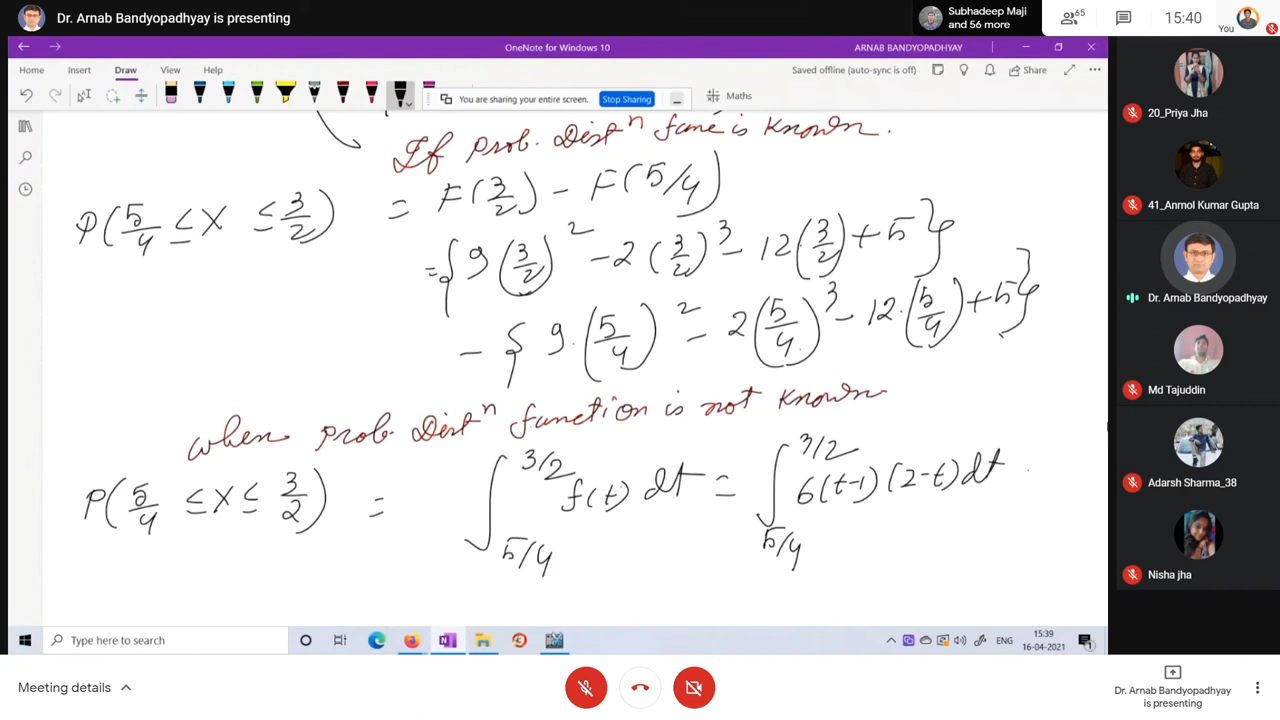 Dr. Arnab Bandyopadhyay is presenting
Subhadeep Maji
and 56 more
65
15:40
You
OneNote for Windows 10
ARNAB BANDYOPADHYAY
Home Insert Draw View Help
Saved offline (auto-sync is off)
Share
You are sharing your entire screen.
Stop Sharing
Maths
If Prob. Distⁿ func is known.
P(5/4 ≤ X ≤ 3/2) = F(3/2) - F(5/4)
= {9(3/2)² - 2(3/2)³ - 12(3/2) + 5}
- {9.(5/4)² - 2(5/4)³ - 12.(5/4) + 5}
When Prob. Distⁿ function is not known
P(5/4 ≤ X ≤ 3/2) = ∫_{5/4}^{3/2} f(t) dt = ∫_{5/4}^{3/2} 6(t-1)(2-t)dt
20_Priya Jha
41_Anmol Kumar Gupta
Dr. Arnab Bandyopadhyay
Md Tajuddin
Adarsh Sharma_38
Nisha jha
Type here to search
ENG
15:39
16-04-2021
1
Meeting details
Dr. Arnab Bandyopadhyay
is presenting